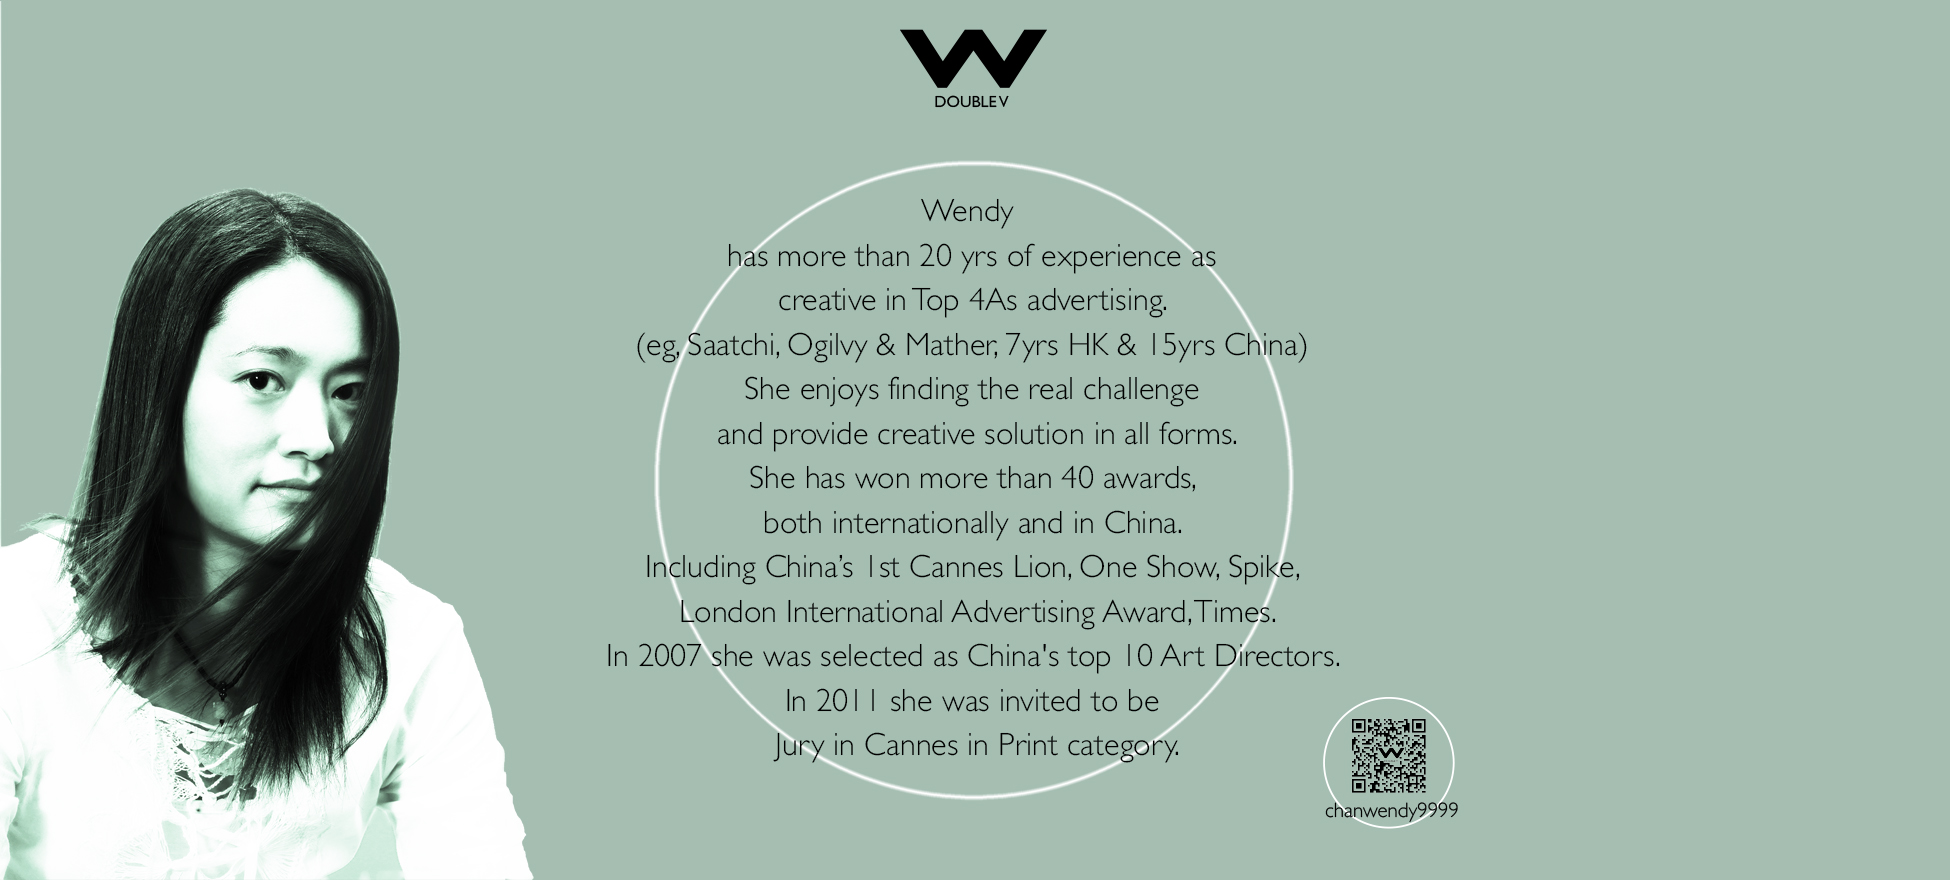 W
DOUBLE V
Wendy
has more than 20 yrs of experience as
creative in Top 4As advertising.
(eg, Saatchi, Ogilvy & Mather, 7yrs HK & 15yrs China)
She enjoys finding the real challenge
and provide creative solution in all forms.
She has won more than 40 awards,
both internationally and in China.
Including China’s 1st Cannes Lion, One Show, Spike,
London International Advertising Award, Times.
In 2007 she was selected as China's top 10 Art Directors.
In 2011 she was invited to be
Jury in Cannes in Print category.
W
chanwendy9999